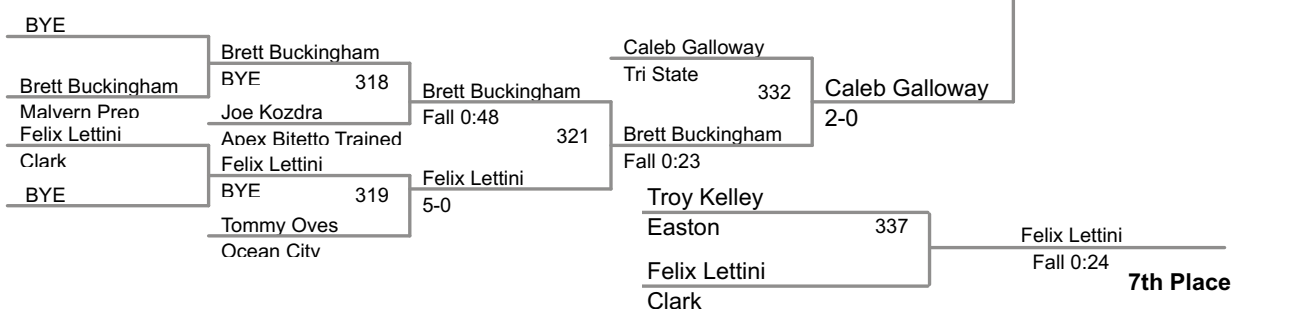 BYE
Brett Buckingham
Malvern Prep
Felix Lettini
Clark
BYE
Brett Buckingham
BYE
318
Joe Kozdra
Apex Bitetto Trained
Felix Lettini
BYE
319
Tommy Oves
Ocean City
Brett Buckingham
Fall 0:48
321
Felix Lettini
5-0
Caleb Galloway
Tri State
332
Brett Buckingham
Fall 0:23
Caleb Galloway
2-0
Troy Kelley
Easton
337
Felix Lettini
Clark
Felix Lettini
Fall 0:24
7th Place